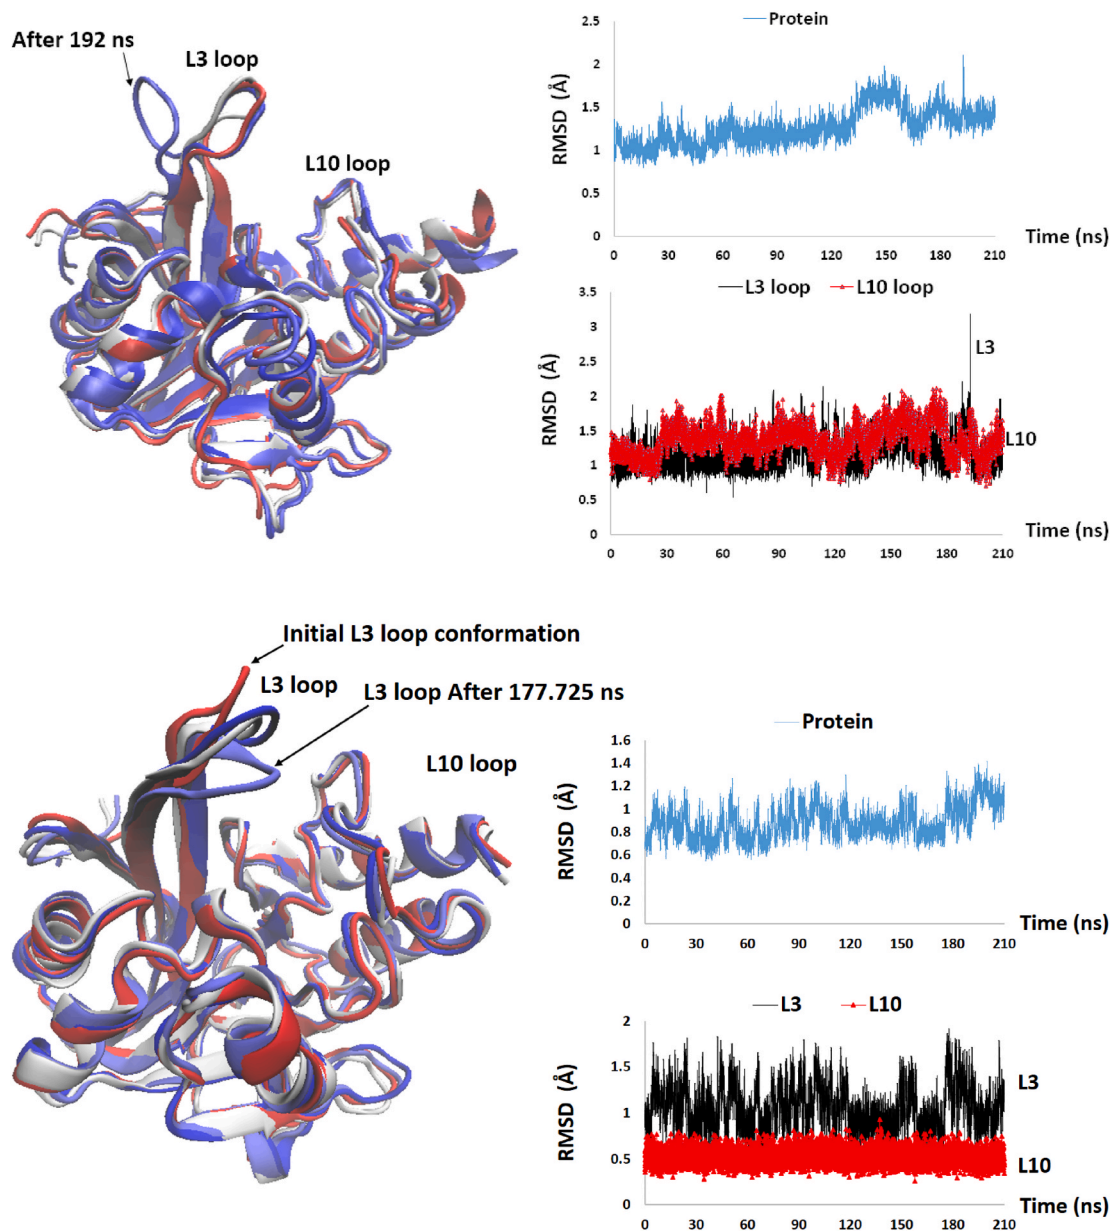 After 192 ns
L3 loop
L10 loop
Protein
RMSD (Å)
2.5
2
1.5
1
0.5
0
0 30 60 90 120 150 180 210
Time (ns)
L3 loop L10 loop
RMSD (Å)
3.5
3
2.5
2
1.5
1
0.5
0
L3
L10
0 30 60 90 120 150 180 210
Time (ns)
Initial L3 loop conformation
L3 loop
L3 loop After 177.725 ns
L10 loop
Protein
RMSD (Å)
1.6
1.4
1.2
1
0.8
0.6
0.4
0.2
0
0 30 60 90 120 150 180 210
Time (ns)
L3 L10
RMSD (Å)
2
1.5
1
0.5
0
L3
L10
0 30 60 90 120 150 180 210
Time (ns)